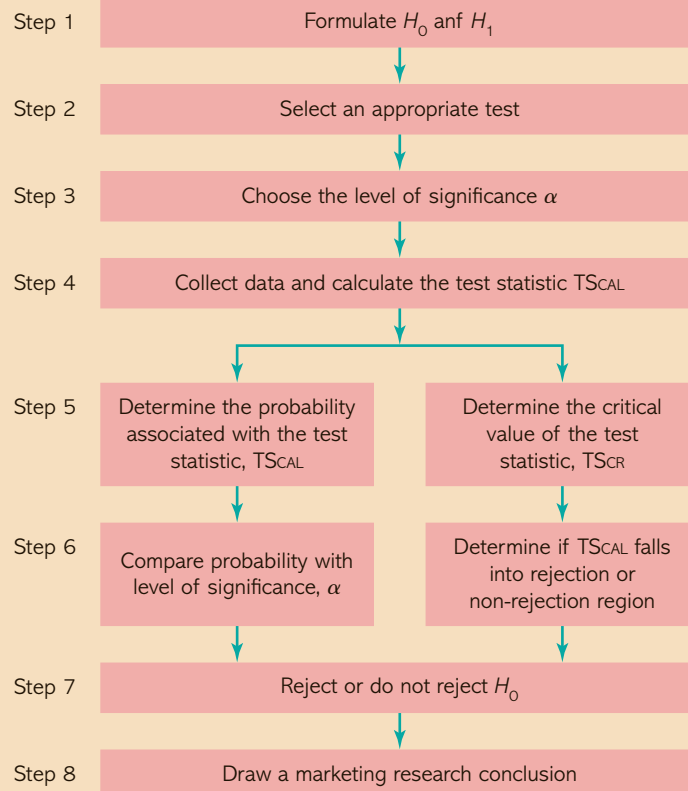 Step 1
Formulate H0 anf H1
Step 2
Select an appropriate test
Step 3
Choose the level of significance α
Step 4
Collect data and calculate the test statistic TSCAL
Step 5
Determine the probability
associated with the test
statistic, TSCAL
Determine the critical
value of the test
statistic, TSCR
Step 6
Compare probability with
level of significance, α
Determine if TSCAL falls
into rejection or
non-rejection region
Step 7
Reject or do not reject H0
Step 8
Draw a marketing research conclusion